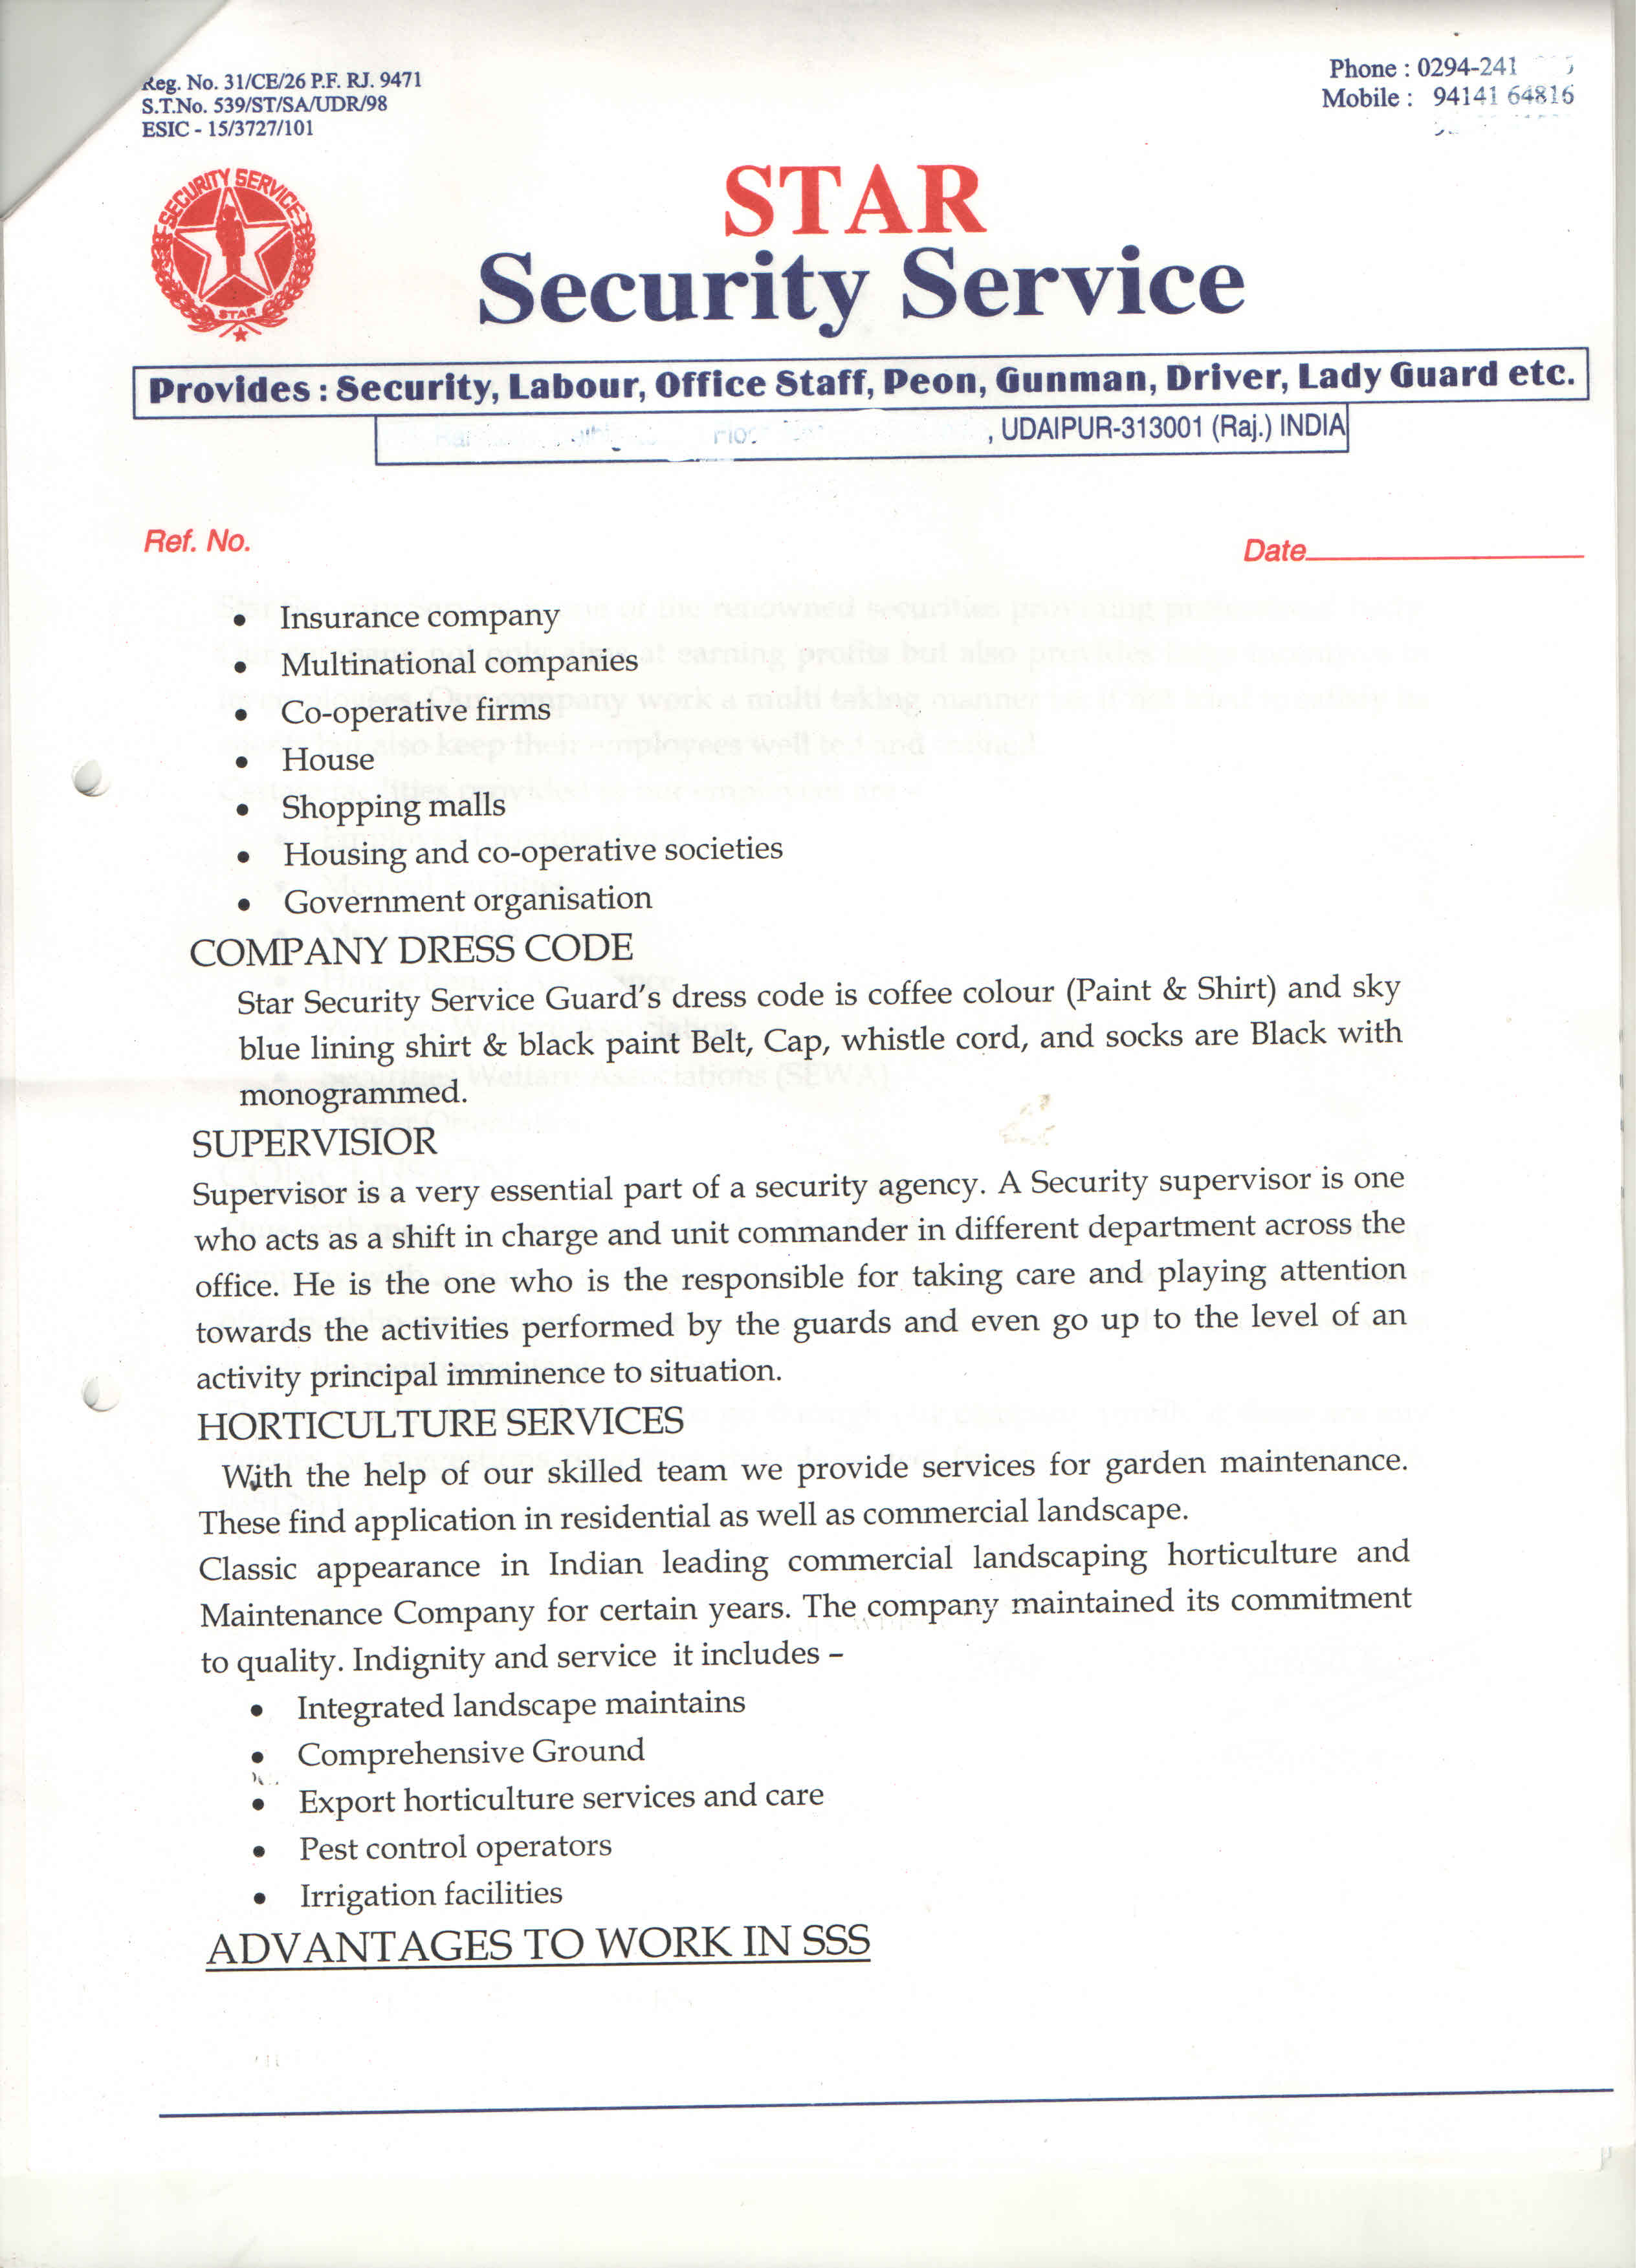 Reg. No. 31/CE/26 P.F. RJ. 9471
S.T.No. 539/ST/SA/UDR/98
ESIC - 15/3727/101
Phone : 0294-241
Mobile : 94141 64816
SECURITY SERVICE
STAR
STAR
Security Service
Provides : Security, Labour, Office Staff, Peon, Gunman, Driver, Lady Guard etc.
, UDAIPUR-313001 (Raj.) INDIA
Ref. No.
Date
• Insurance company
• Multinational companies
• Co-operative firms
• House
• Shopping malls
• Housing and co-operative societies
• Government organisation
COMPANY DRESS CODE
Star Security Service Guard's dress code is coffee colour (Paint & Shirt) and sky
blue lining shirt & black paint Belt, Cap, whistle cord, and socks are Black with
monogrammed.
SUPERVISIOR
Supervisor is a very essential part of a security agency. A Security supervisor is one
who acts as a shift in charge and unit commander in different department across the
office. He is the one who is the responsible for taking care and playing attention
towards the activities performed by the guards and even go up to the level of an
activity principal imminence to situation.
HORTICULTURE SERVICES
With the help of our skilled team we provide services for garden maintenance.
These find application in residential as well as commercial landscape.
Classic appearance in Indian leading commercial landscaping horticulture and
Maintenance Company for certain years. The company maintained its commitment
to quality. Indignity and service it includes –
• Integrated landscape maintains
• Comprehensive Ground
• Export horticulture services and care
• Pest control operators
• Irrigation facilities
ADVANTAGES TO WORK IN SSS